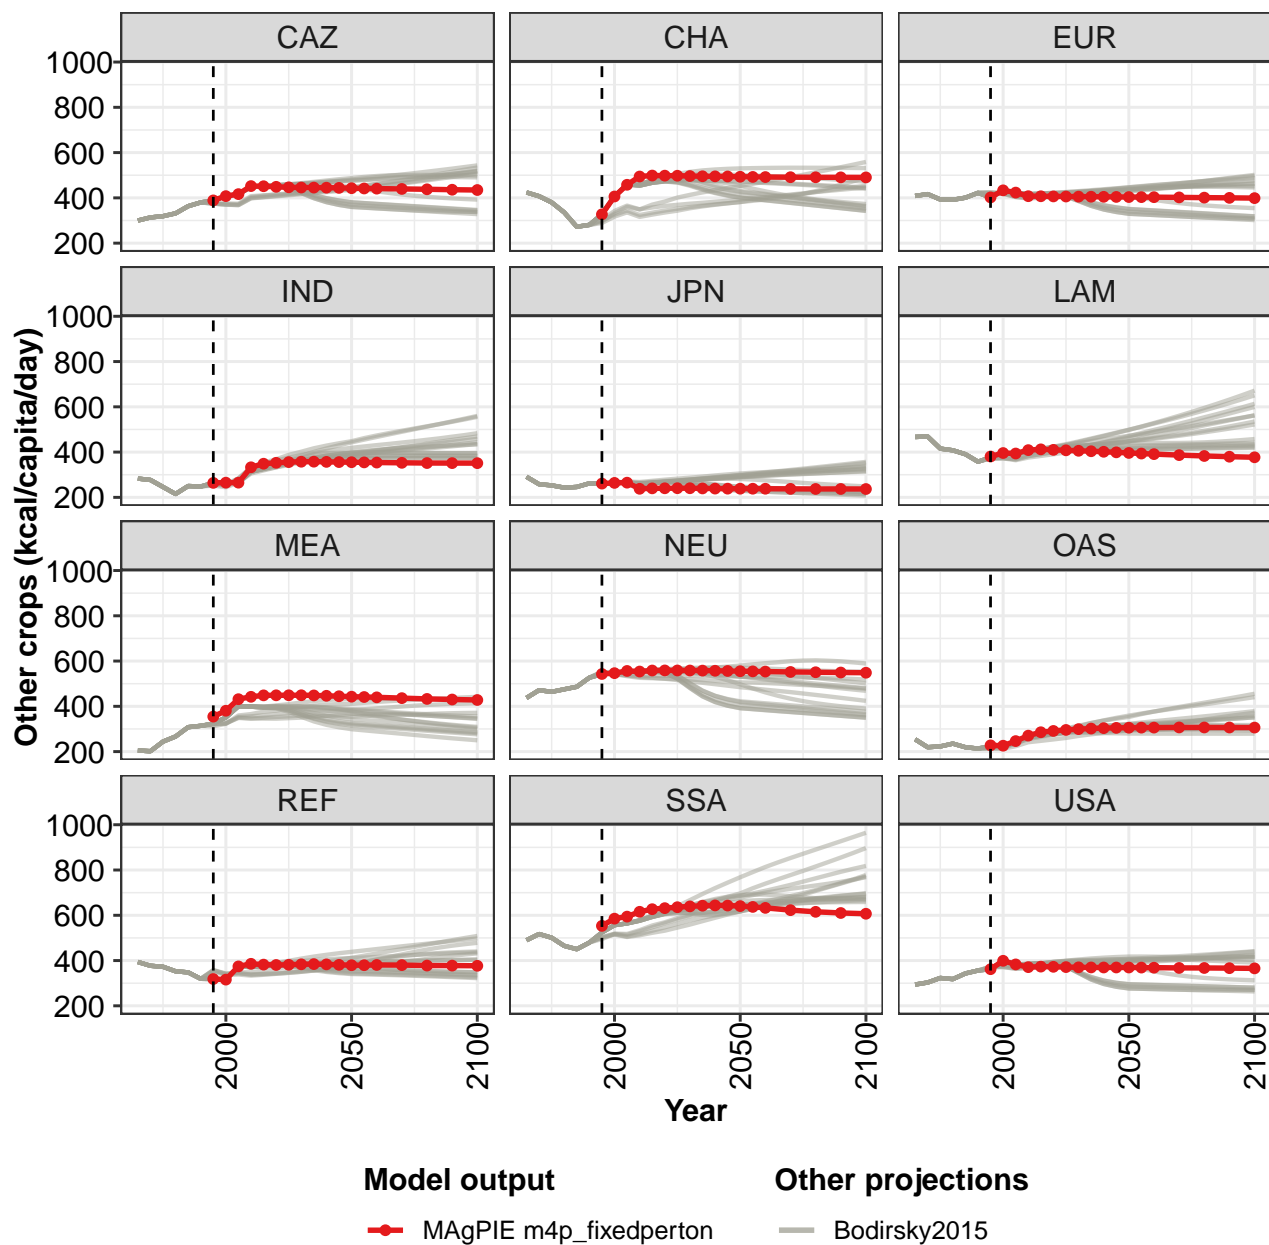 CAZ CHA EUR
1000
800
600
400
200
IND JPN LAM
1000
800
600
400
200
MEA NEU OAS
1000
800
600
400
200
REF SSA USA
1000
800
600
400
200
Other crops (kcal/capita/day)
2000 2050 2100 2000 2050 2100 2000 2050 2100
Year
Model output Other projections
MAgPIE m4p_fixedperton Bodirsky2015